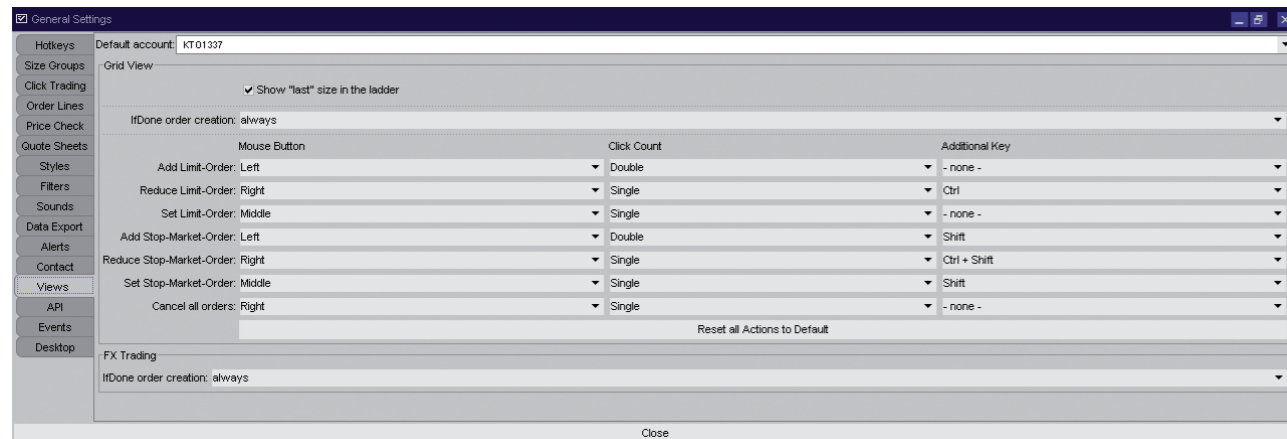 General Settings
Hotkeys
Size Groups
Click Trading
Order Lines
Price Check
Quote Sheets
Styles
Filters
Sounds
Data Export
Alerts
Contact
Views
API
Events
Desktop
Default account: KT01337
Grid View
Show "last" size in the ladder
IfDone order creation: always
Mouse Button Click Count Additional Key
Add Limit-Order: Left Double - none -
Reduce Limit-Order: Right Single Ctrl
Set Limit-Order: Middle Single - none -
Add Stop-Market-Order: Left Double Shift
Reduce Stop-Market-Order: Right Single Ctrl + Shift
Set Stop-Market-Order: Middle Single Shift
Cancel all orders: Right Single - none -
Reset all Actions to Default
FX Trading
IfDone order creation: always
Close